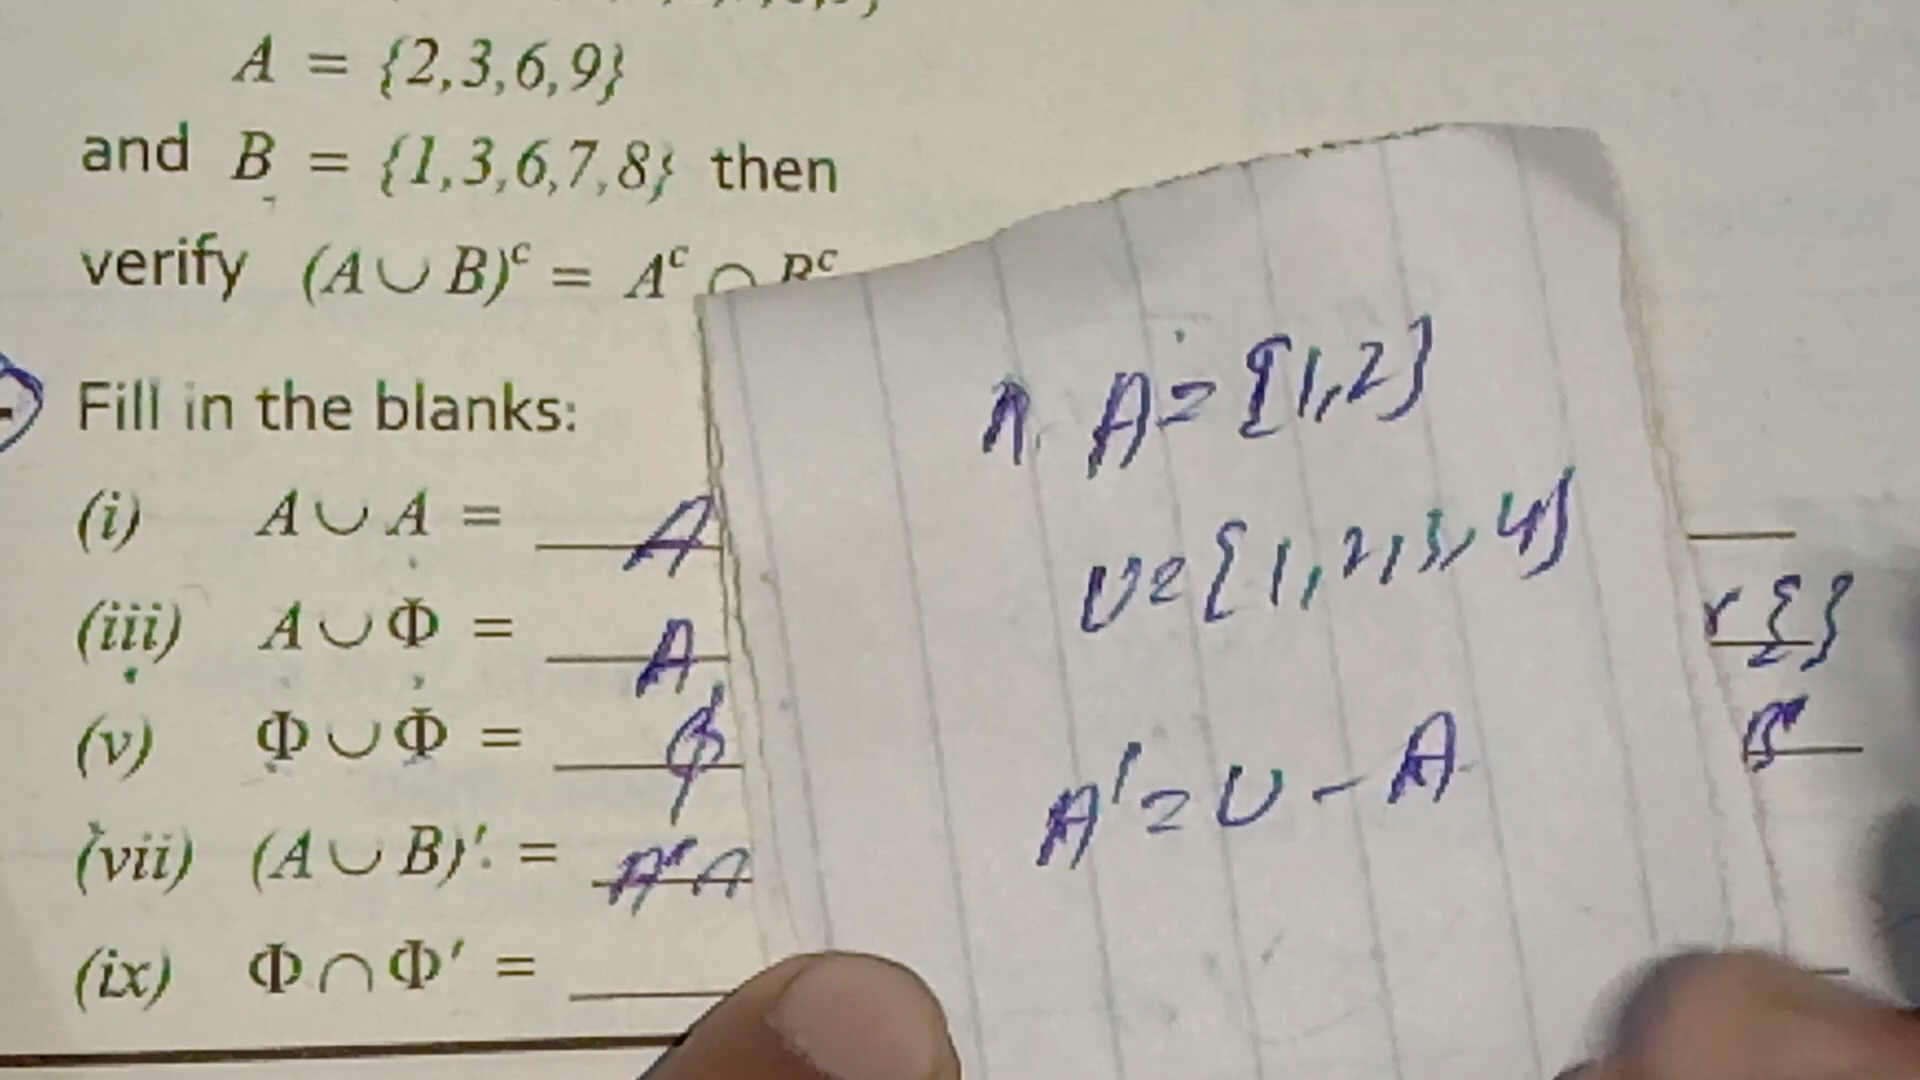 A = {2,3,6,9}
and B = {1,3,6,7,8} then
verify (A ∪ B)ᶜ = Aᶜ ∩ Bᶜ
Fill in the blanks:
(i) A ∪ A = A
(iii) A ∪ Φ = A
(v) Φ ∪ Φ = ϕ
(vii) (A ∪ B)′ =
(ix) Φ ∩ Φ′ =
A = {1,2}
U = {1,2,3,4}
A' = U - A
{}